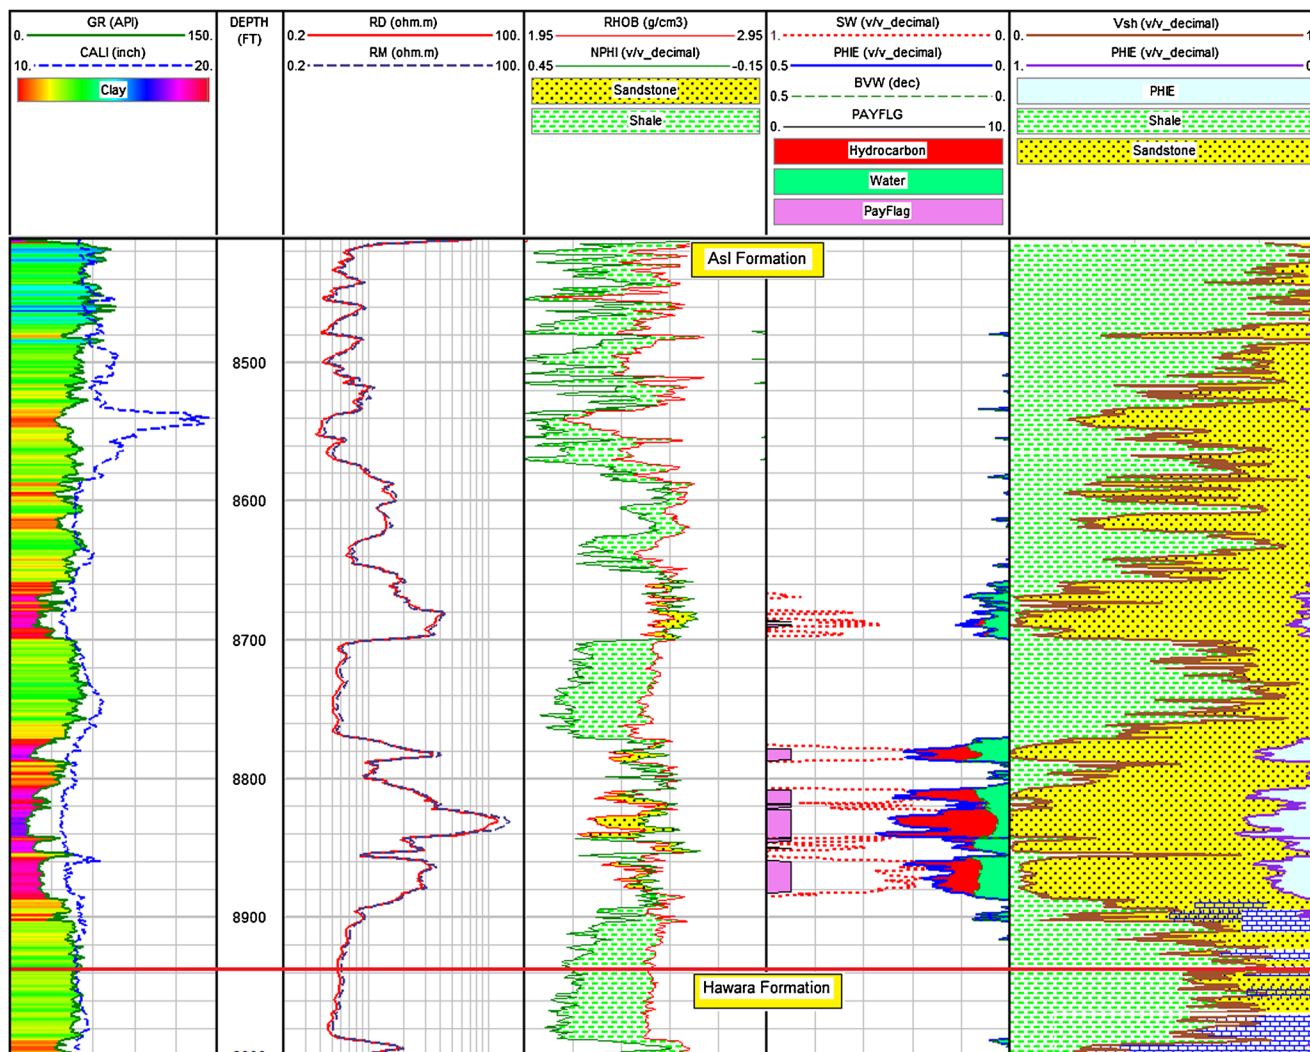 GR (API)
0. 150.
CALI (inch)
10. 20.
Clay
DEPTH
(FT)
RD (ohm.m)
0.2 100.
RM (ohm.m)
0.2 100.
RHOB (g/cm3)
1.95 2.95
NPHI (v/v_decimal)
0.45 -0.15
Sandstone
Shale
SW (v/v_decimal)
1. 0.
PHIE (v/v_decimal)
0.5 0.
BVW (dec)
0.5 0.
PAYFLG
0. 10.
Hydrocarbon
Water
PayFlag
Vsh (v/v_decimal)
0. 1
PHIE (v/v_decimal)
1.
PHIE
Shale
Sandstone
Asl Formation
8500
8600
8700
8800
8900
Hawara Formation